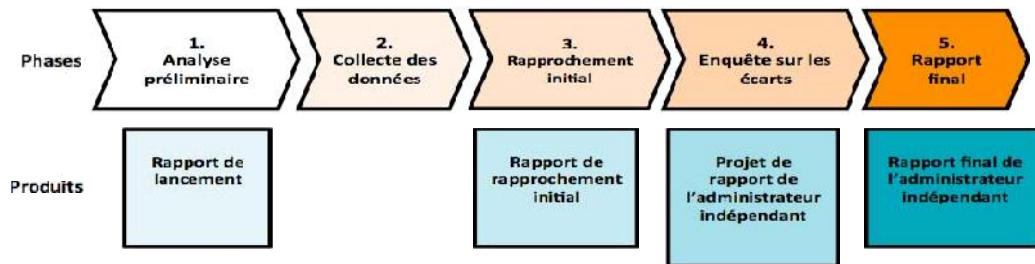 Phases
1.
Analyse
préliminaire
2.
Collecte des
données
3.
Rapprochement
initial
4.
Enquête sur les
écarts
5.
Rapport
final
Produits
Rapport de
lancement
Rapport de
rapprochement
initial
Projet de
rapport de
l’administrateur
indépendant
Rapport final de
l’administrateur
indépendant